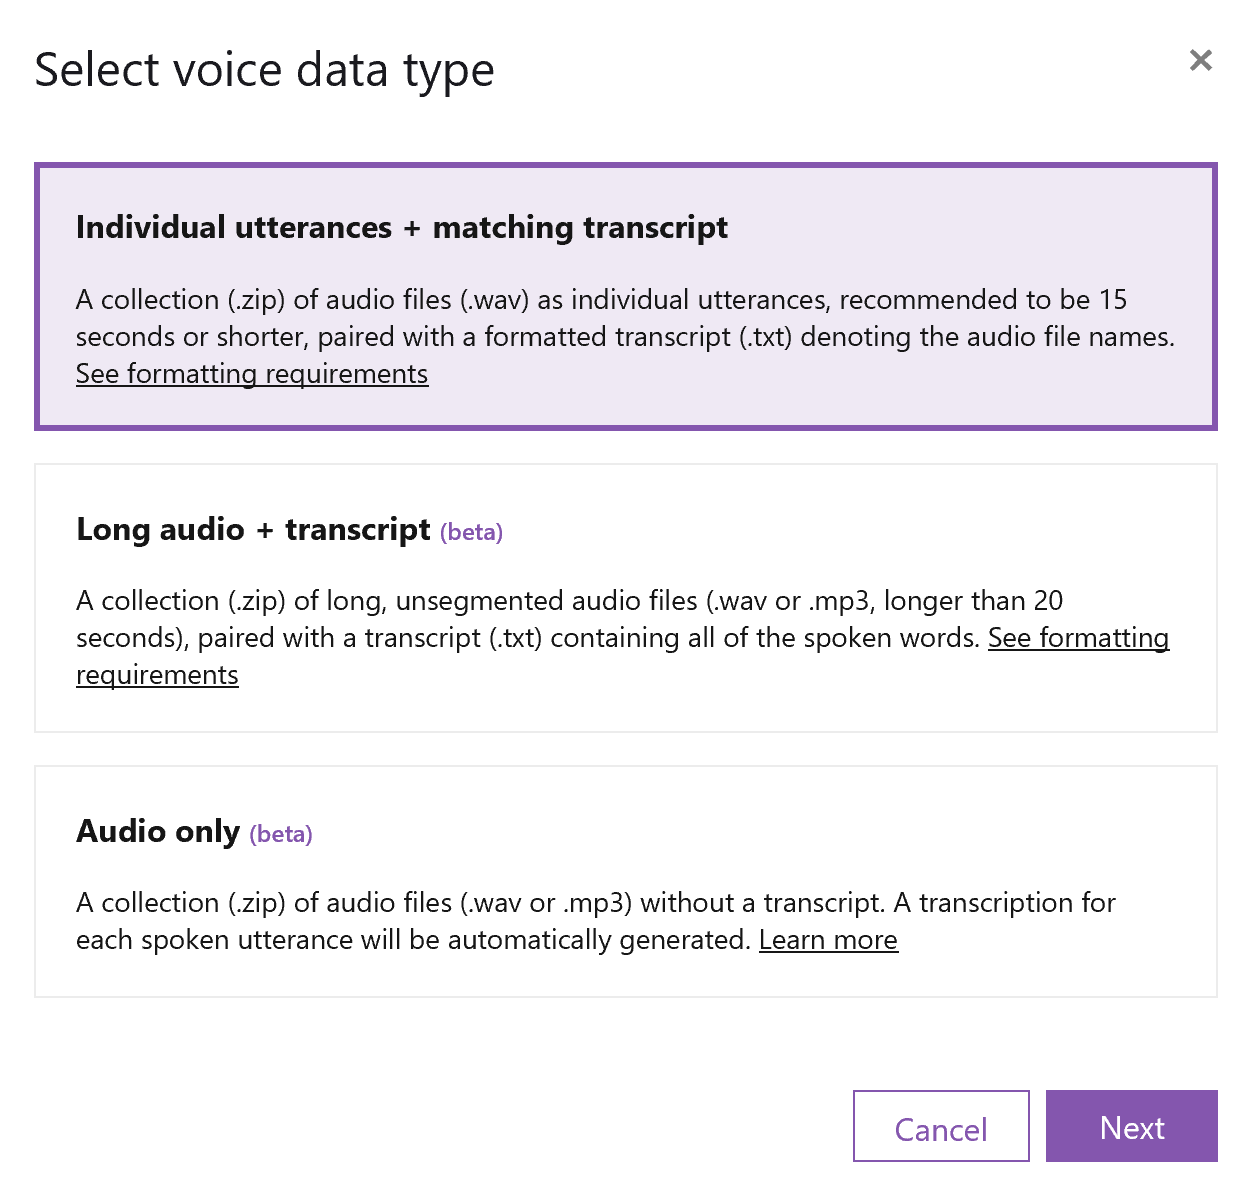 Select voice data type
Individual utterances + matching transcript
A collection (.zip) of audio files (.wav) as individual utterances, recommended to be 15
seconds or shorter, paired with a formatted transcript (.txt) denoting the audio file names.
See formatting requirements
Long audio + transcript (beta)
A collection (.zip) of long, unsegmented audio files (.wav or .mp3, longer than 20
seconds), paired with a transcript (.txt) containing all of the spoken words. See formatting
requirements
Audio only (beta)
A collection (.zip) of audio files (.wav or .mp3) without a transcript. A transcription for
each spoken utterance will be automatically generated. Learn more
Cancel
Next